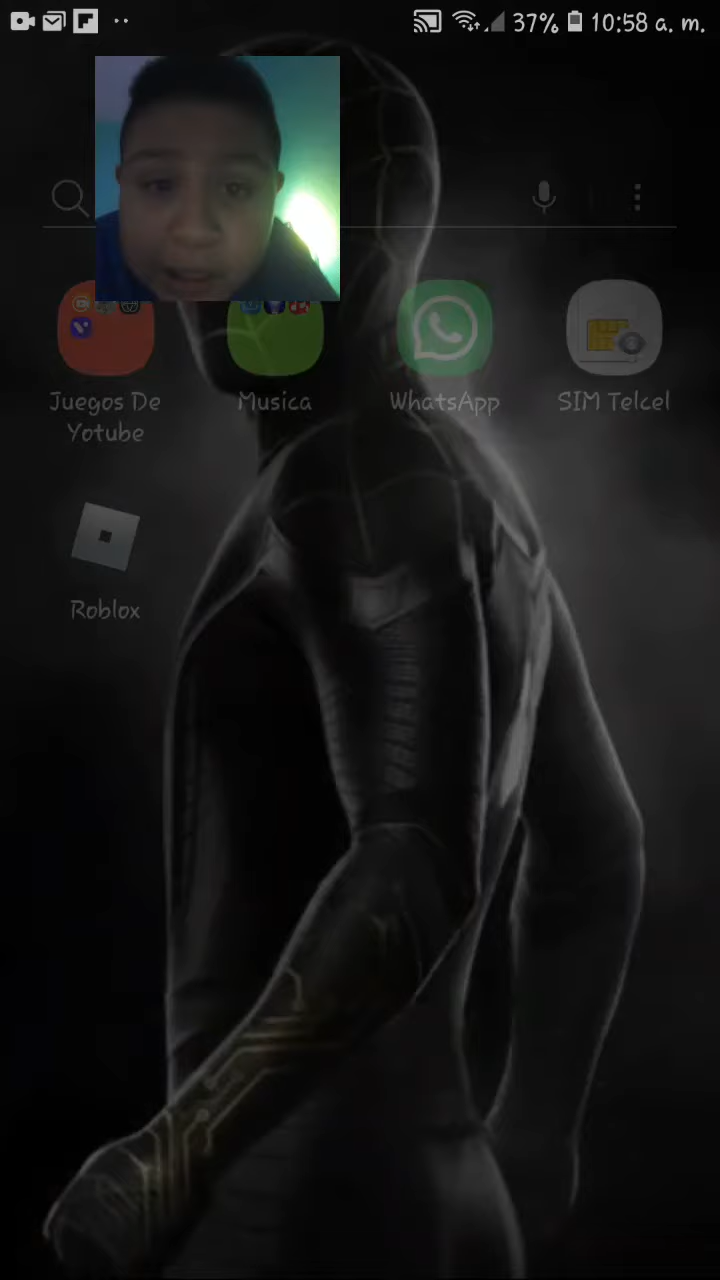 37% 10:58 a. m.
Juegos De
Yotube
Musica
WhatsApp
SIM Telcel
Roblox